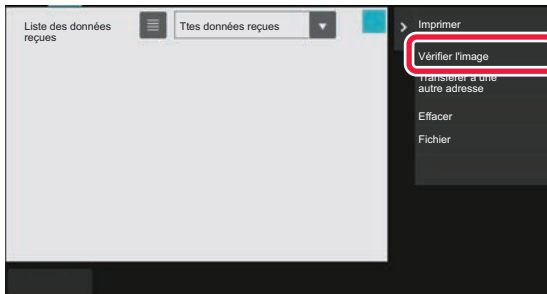 Liste des données
reçues
Ttes données reçues
Imprimer
Vérifier l'image
Transférer à une
autre adresse
Effacer
Fichier